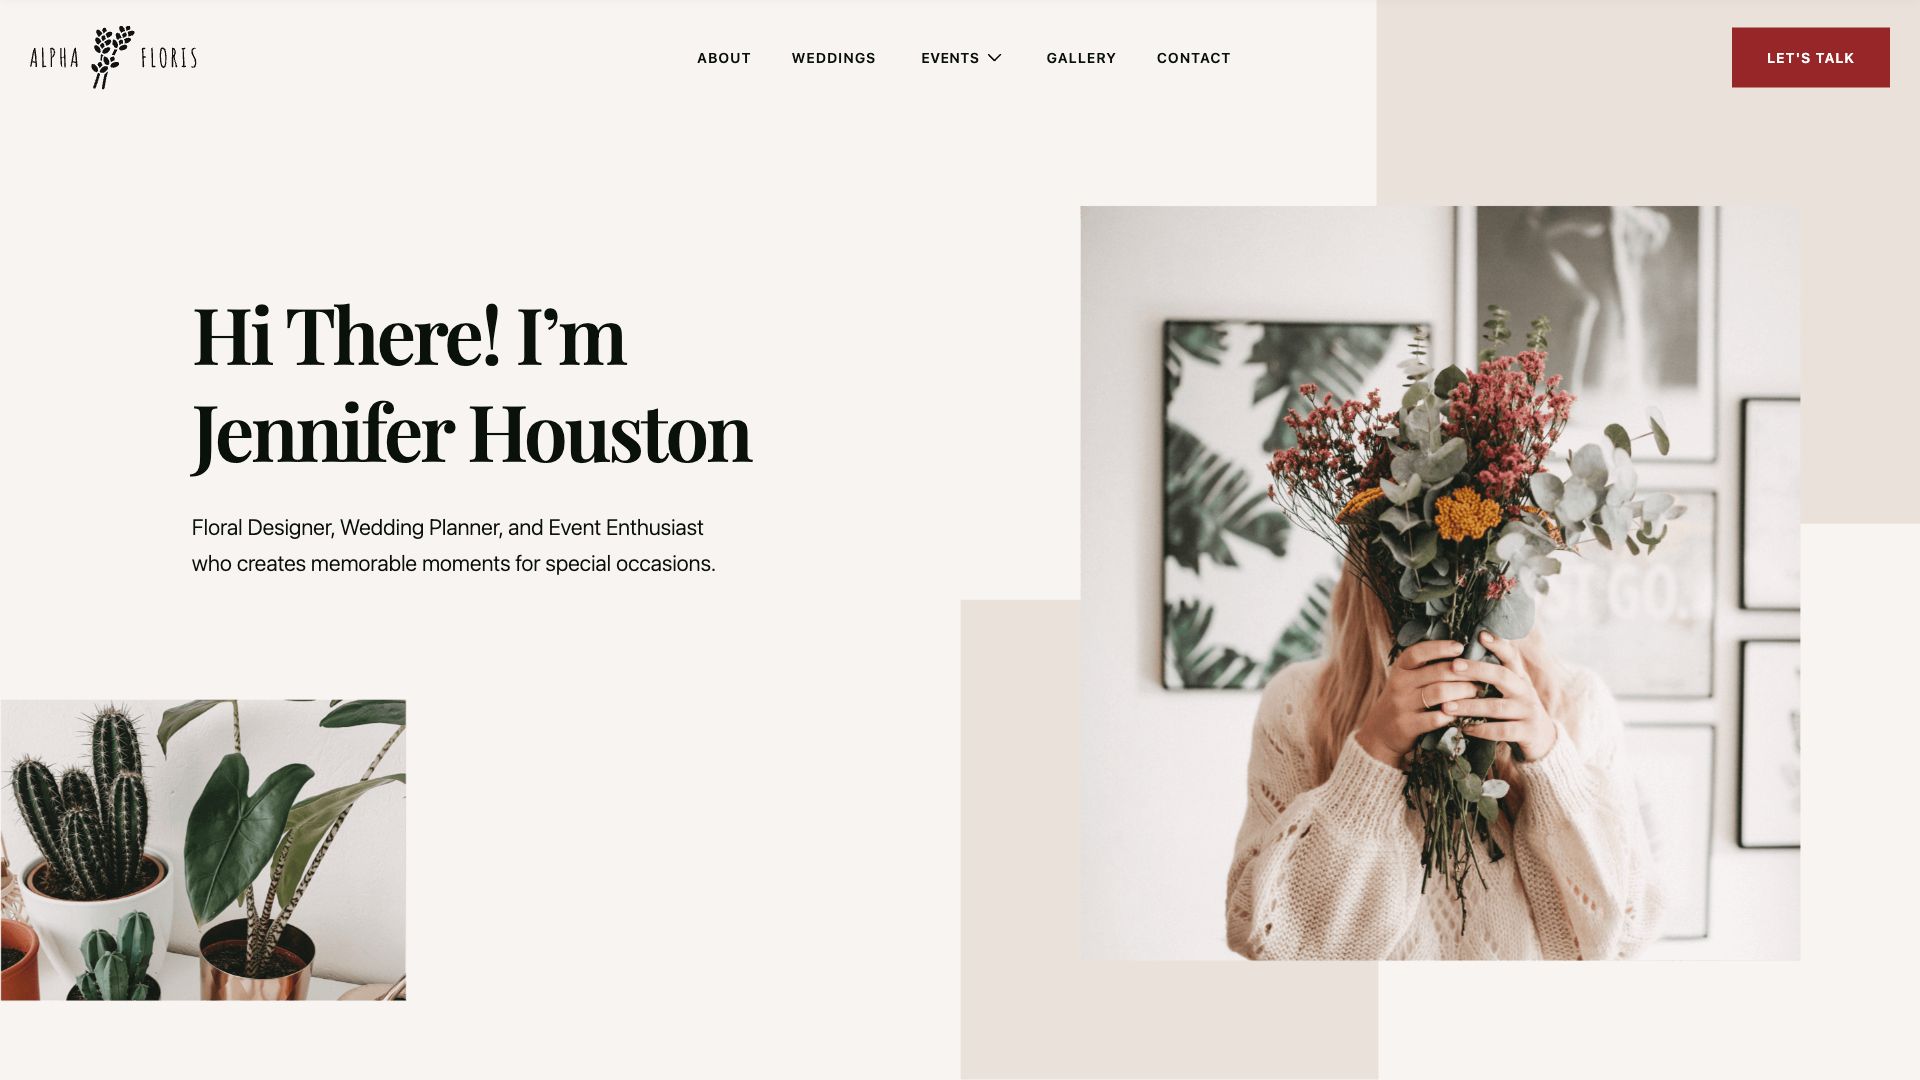 ALPHA FLORIS
ABOUT
WEDDINGS
EVENTS
GALLERY
CONTACT
LET'S TALK
Hi There! I’m
Jennifer Houston
Floral Designer, Wedding Planner, and Event Enthusiast
who creates memorable moments for special occasions.
GO.